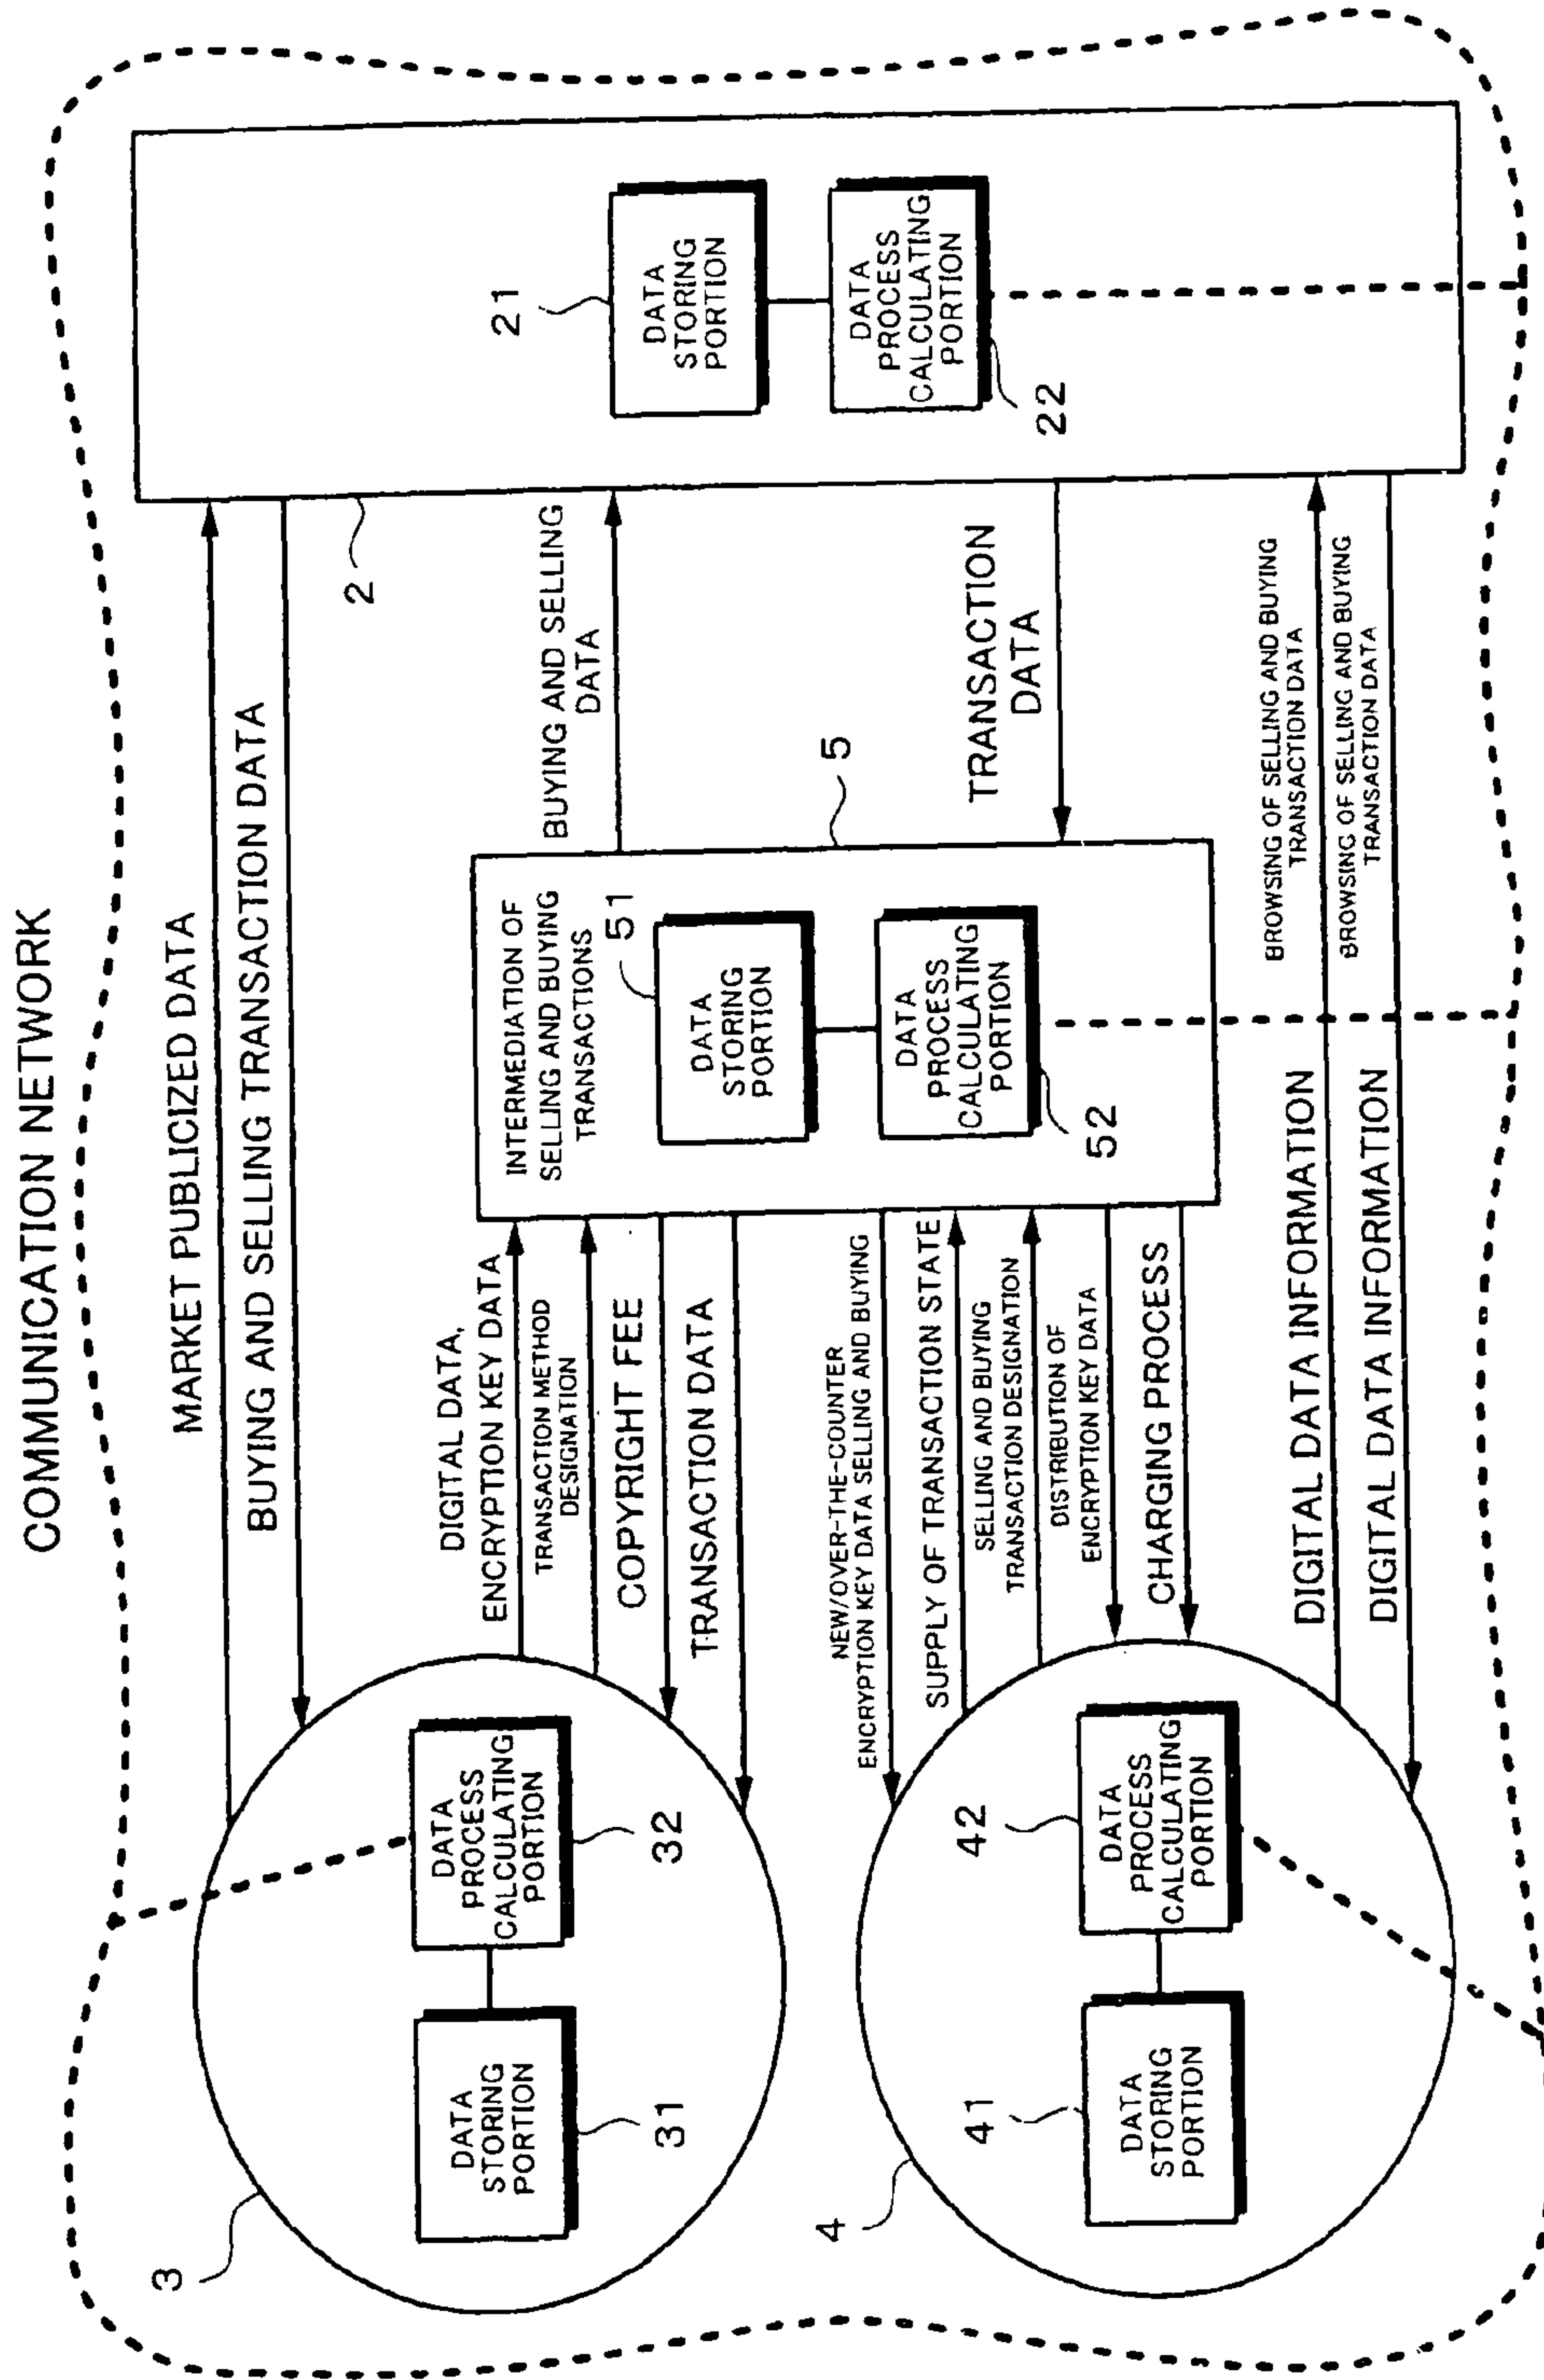 COMMUNICATION NETWORK
MARKET PUBLICIZED DATA
BUYING AND SELLING TRANSACTION DATA
3
DATA
STORING
PORTION
31
DATA
PROCESS
CALCULATING
PORTION
32
DIGITAL DATA,
ENCRYPTION KEY DATA
TRANSACTION METHOD
DESIGNATION
COPYRIGHT FEE
TRANSACTION DATA
INTERMEDIATION OF
SELLING AND BUYING
TRANSACTIONS
51
DATA
STORING
PORTION
DATA
PROCESS
CALCULATING
PORTION
52
5
BUYING AND SELLING
DATA
TRANSACTION
DATA
2
21
DATA
STORING
PORTION
DATA
PROCESS
CALCULATING
PORTION
22
4
41
DATA
STORING
PORTION
42
DATA
PROCESS
CALCULATING
PORTION
NEW/OVER-THE-COUNTER
ENCRYPTION KEY DATA SELLING AND BUYING
SUPPLY OF TRANSACTION STATE
SELLING AND BUYING
TRANSACTION DESIGNATION
DISTRIBUTION OF
ENCRYPTION KEY DATA
CHARGING PROCESS
DIGITAL DATA INFORMATION
BROWSING OF SELLING AND BUYING
TRANSACTION DATA
DIGITAL DATA INFORMATION
BROWSING OF SELLING AND BUYING
TRANSACTION DATA